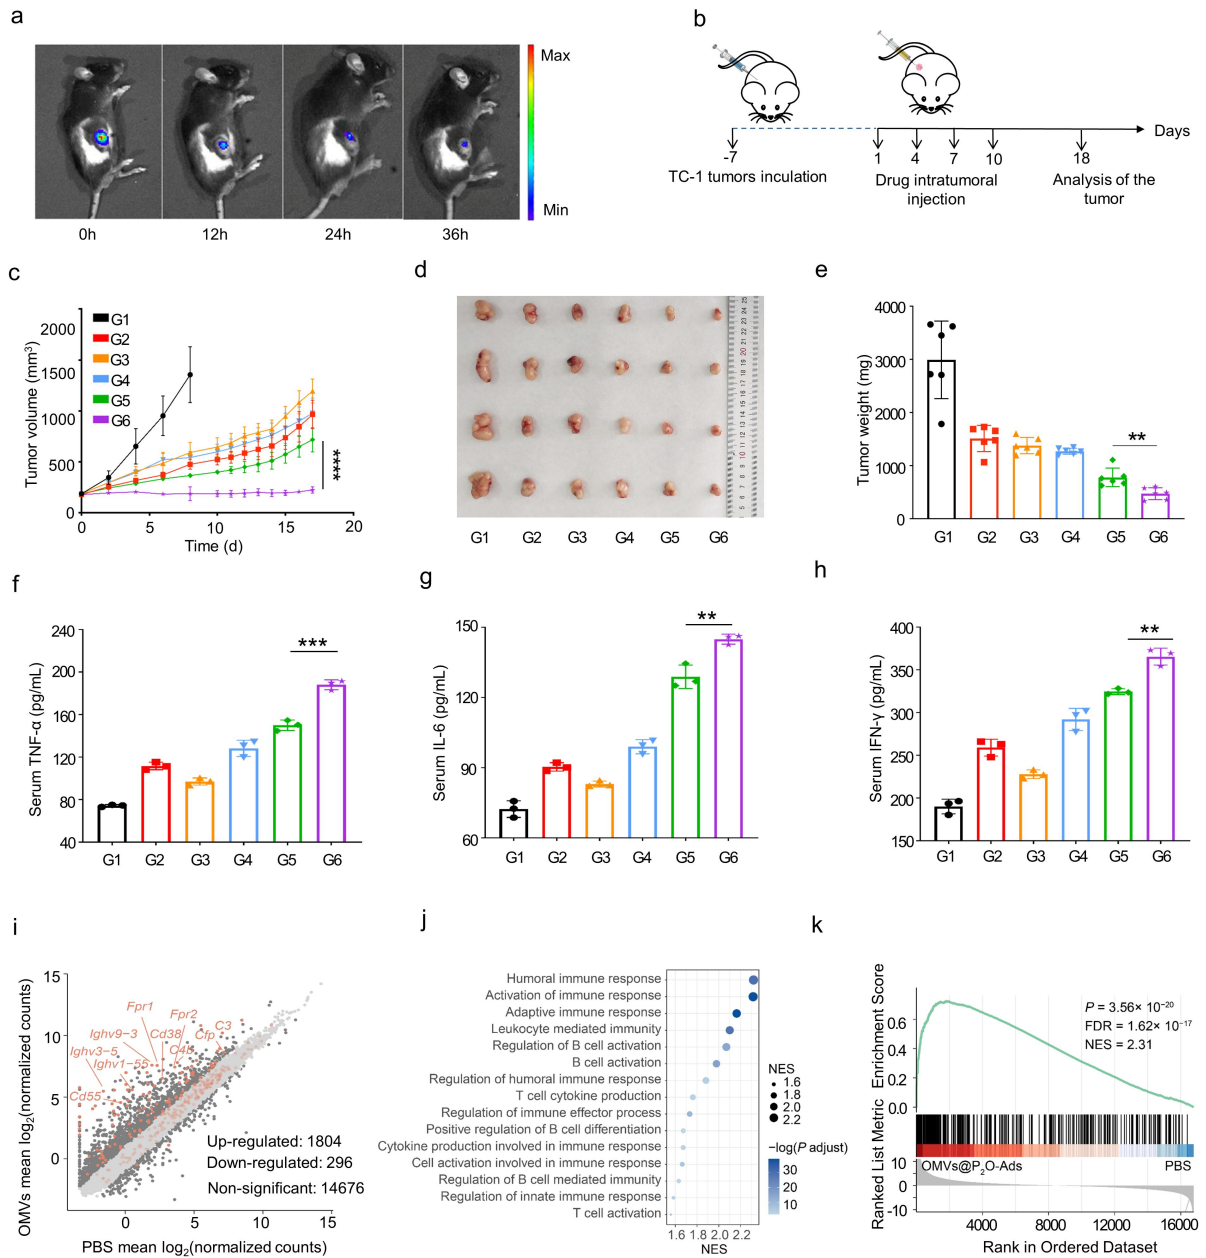 a
Max
Min
0h
12h
24h
36h
b
Days
-7
1
4
7
10
18
TC-1 tumors inculation
Drug intratumoral
injection
Analysis of the
tumor
c
Tumor volume (mm³)
2000
1500
1000
500
0
G1
G2
G3
G4
G5
G6
****
0
5
10
15
20
Time (d)
d
G1
G2
G3
G4
G5
G6
e
Tumor weight (mg)
4000
3000
2000
1000
0
**
G1
G2
G3
G4
G5
G6
f
Serum TNF-α (pg/mL)
240
200
160
120
80
40
***
G1
G2
G3
G4
G5
G6
g
Serum IL-6 (pg/mL)
150
120
90
60
**
G1
G2
G3
G4
G5
G6
h
Serum IFN-γ (pg/mL)
400
350
300
250
200
150
**
G1
G2
G3
G4
G5
G6
i
OMVs mean log₂(normalized counts)
15
10
5
0
Fpr1
Fpr2
C3
Ighv9−3
Cd38
Cfp
Ighv3−5
C4b
Ighv1−55
Cd55
Up-regulated: 1804
Down-regulated: 296
Non-significant: 14676
0
5
10
15
PBS mean log₂(normalized counts)
j
Humoral immune response
Activation of immune response
Adaptive immune response
Leukocyte mediated immunity
Regulation of B cell activation
B cell activation
Regulation of humoral immune response
T cell cytokine production
Regulation of immune effector process
Positive regulation of B cell differentiation
Cytokine production involved in immune response
Cell activation involved in immune response
Regulation of B cell mediated immunity
Regulation of innate immune response
T cell activation
1.6 1.8 2.0 2.2
NES
NES
1.6
1.8
2.0
2.2
−log(P adjust)
30
20
10
k
Ranked List Metric
Enrichment Score
0.6
0.4
0.2
0.0
P = 3.56× 10⁻²⁰
FDR = 1.62× 10⁻¹⁷
NES = 2.31
OMVs@P₂O-Ads
PBS
10
0
-10
4000
8000
12000
16000
Rank in Ordered Dataset